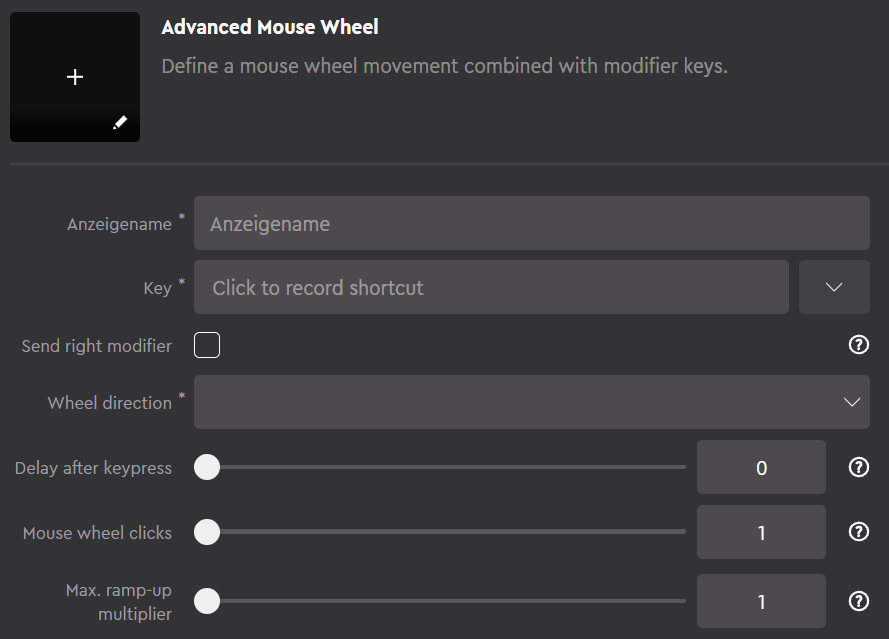 Advanced Mouse Wheel
Define a mouse wheel movement combined with modifier keys.
Anzeigename *
Anzeigename
Key *
Click to record shortcut
Send right modifier
Wheel direction *
Delay after keypress
0
Mouse wheel clicks
1
Max. ramp-up
multiplier
1